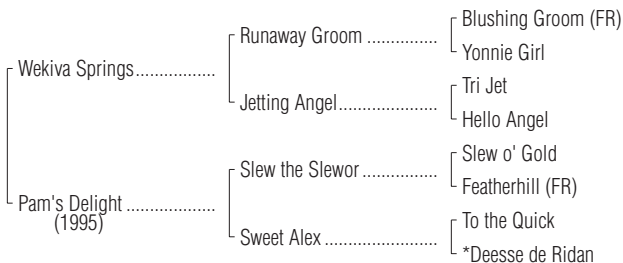 Blushing Groom (FR)
Runaway Groom ..............
Yonnie Girl
Wekiva Springs................
Tri Jet
Jetting Angel...................
Hello Angel
Slew o' Gold
Slew the Slewor ..............
Featherhill (FR)
Pam's Delight ..................
(1995)
To the Quick
Sweet Alex ......................
*Deesse de Ridan